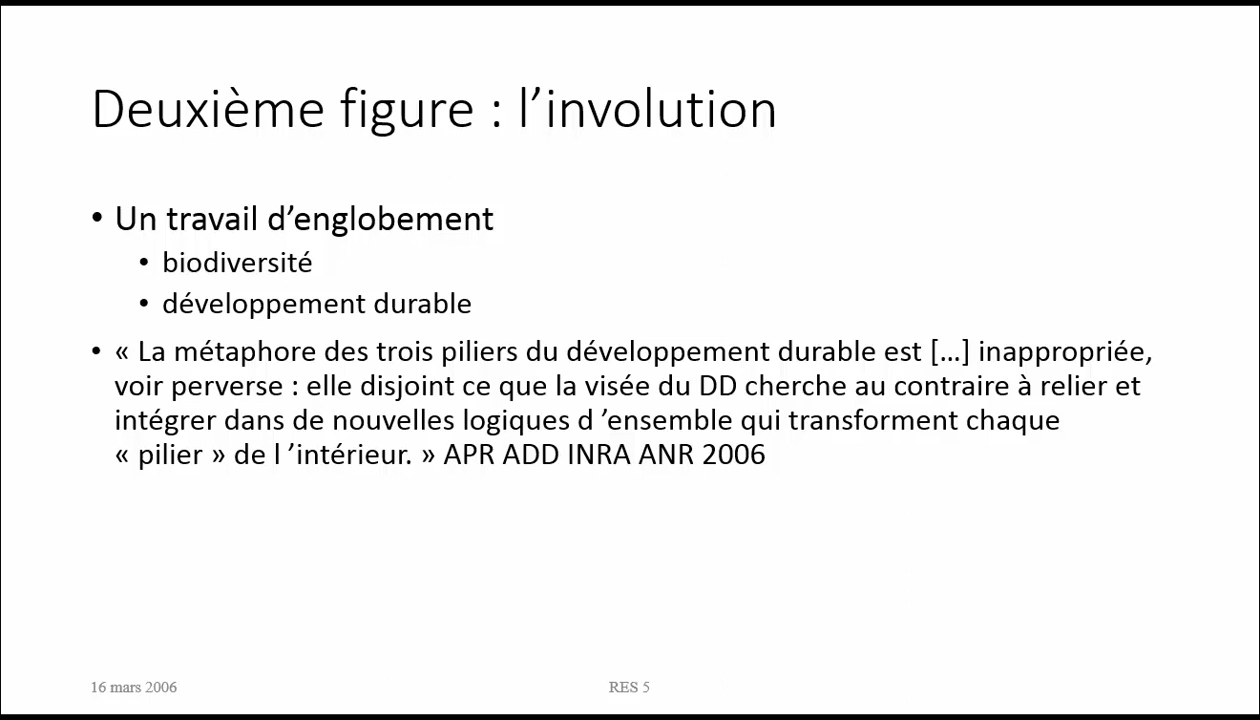 Deuxième figure : l’involution
• Un travail d’englobement
• biodiversité
• développement durable
• « La métaphore des trois piliers du développement durable est […] inappropriée,
voir perverse : elle disjoint ce que la visée du DD cherche au contraire à relier et
intégrer dans de nouvelles logiques d ’ensemble qui transforment chaque
« pilier » de l ’intérieur. » APR ADD INRA ANR 2006
16 mars 2006
RES 5